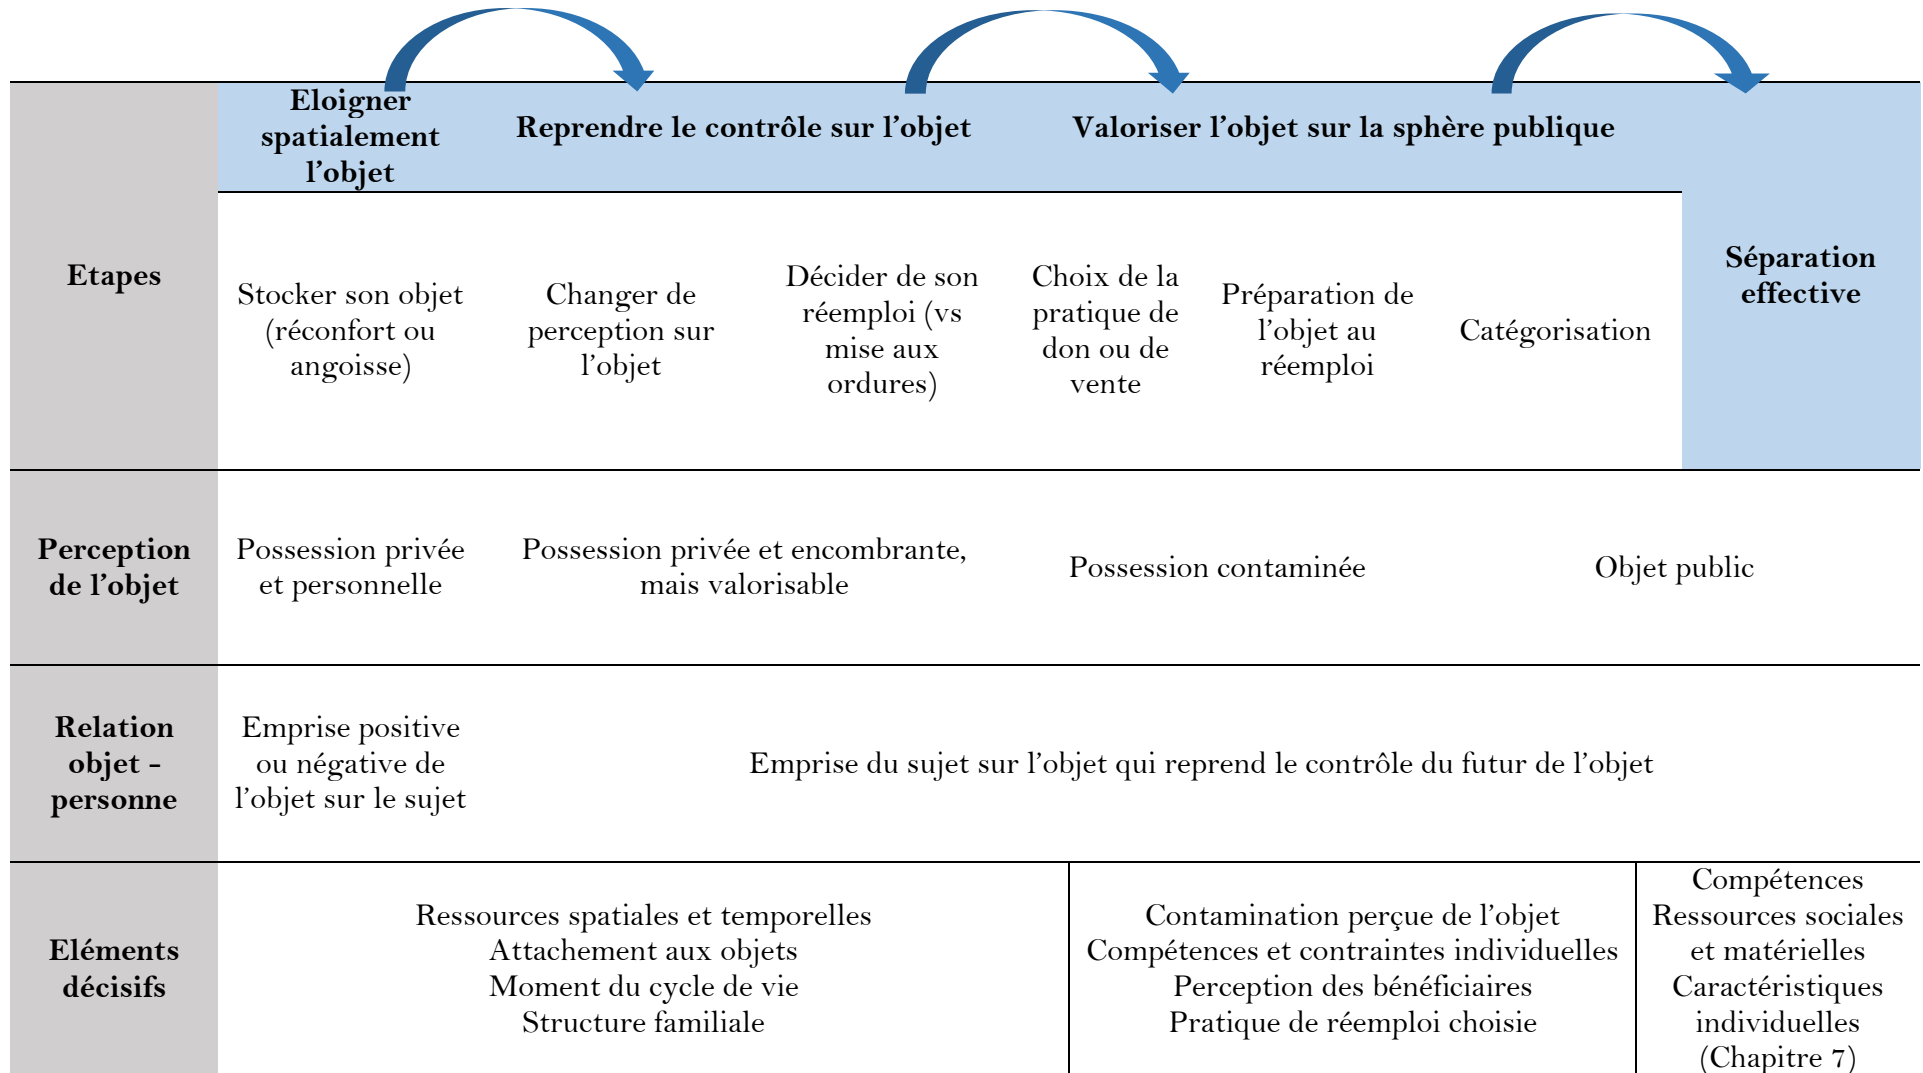 Etapes
Eloigner
spatialement
l’objet
Reprendre le contrôle sur l’objet
Valoriser l’objet sur la sphère publique
Séparation
effective
Stocker son objet
(réconfort ou
angoisse)
Changer de
perception sur
l’objet
Décider de son
réemploi (vs
mise aux
ordures)
Choix de la
pratique de
don ou de
vente
Préparation de
l’objet au
réemploi
Catégorisation
Perception
de l’objet
Possession privée
et personnelle
Possession privée et encombrante,
mais valorisable
Possession contaminée
Objet public
Relation
objet -
personne
Emprise positive
ou négative de
l’objet sur le sujet
Emprise du sujet sur l’objet qui reprend le contrôle du futur de l’objet
Eléments
décisifs
Ressources spatiales et temporelles
Attachement aux objets
Moment du cycle de vie
Structure familiale
Contamination perçue de l’objet
Compétences et contraintes individuelles
Perception des bénéficiaires
Pratique de réemploi choisie
Compétences
Ressources sociales
et matérielles
Caractéristiques
individuelles
(Chapitre 7)